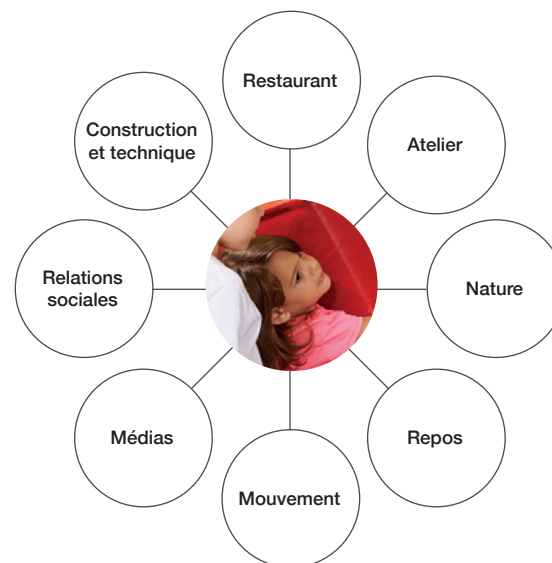 Restaurant
Atelier
Nature
Repos
Mouvement
Médias
Relations
sociales
Construction
et technique